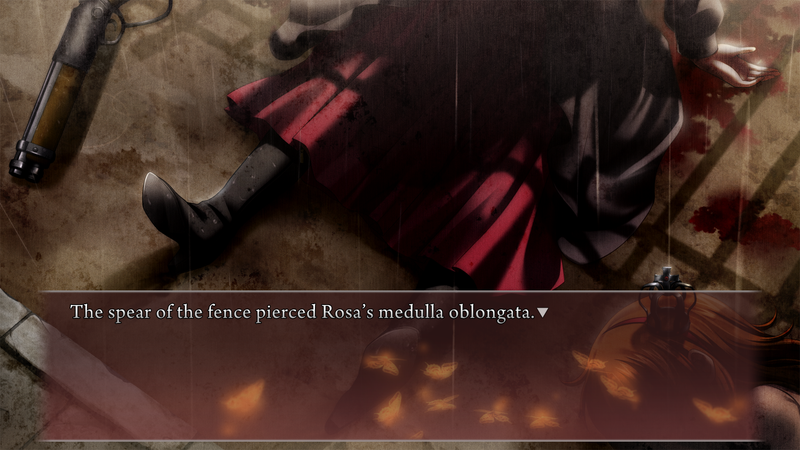 The spear of the fence pierced Rosa’s medulla oblongata.